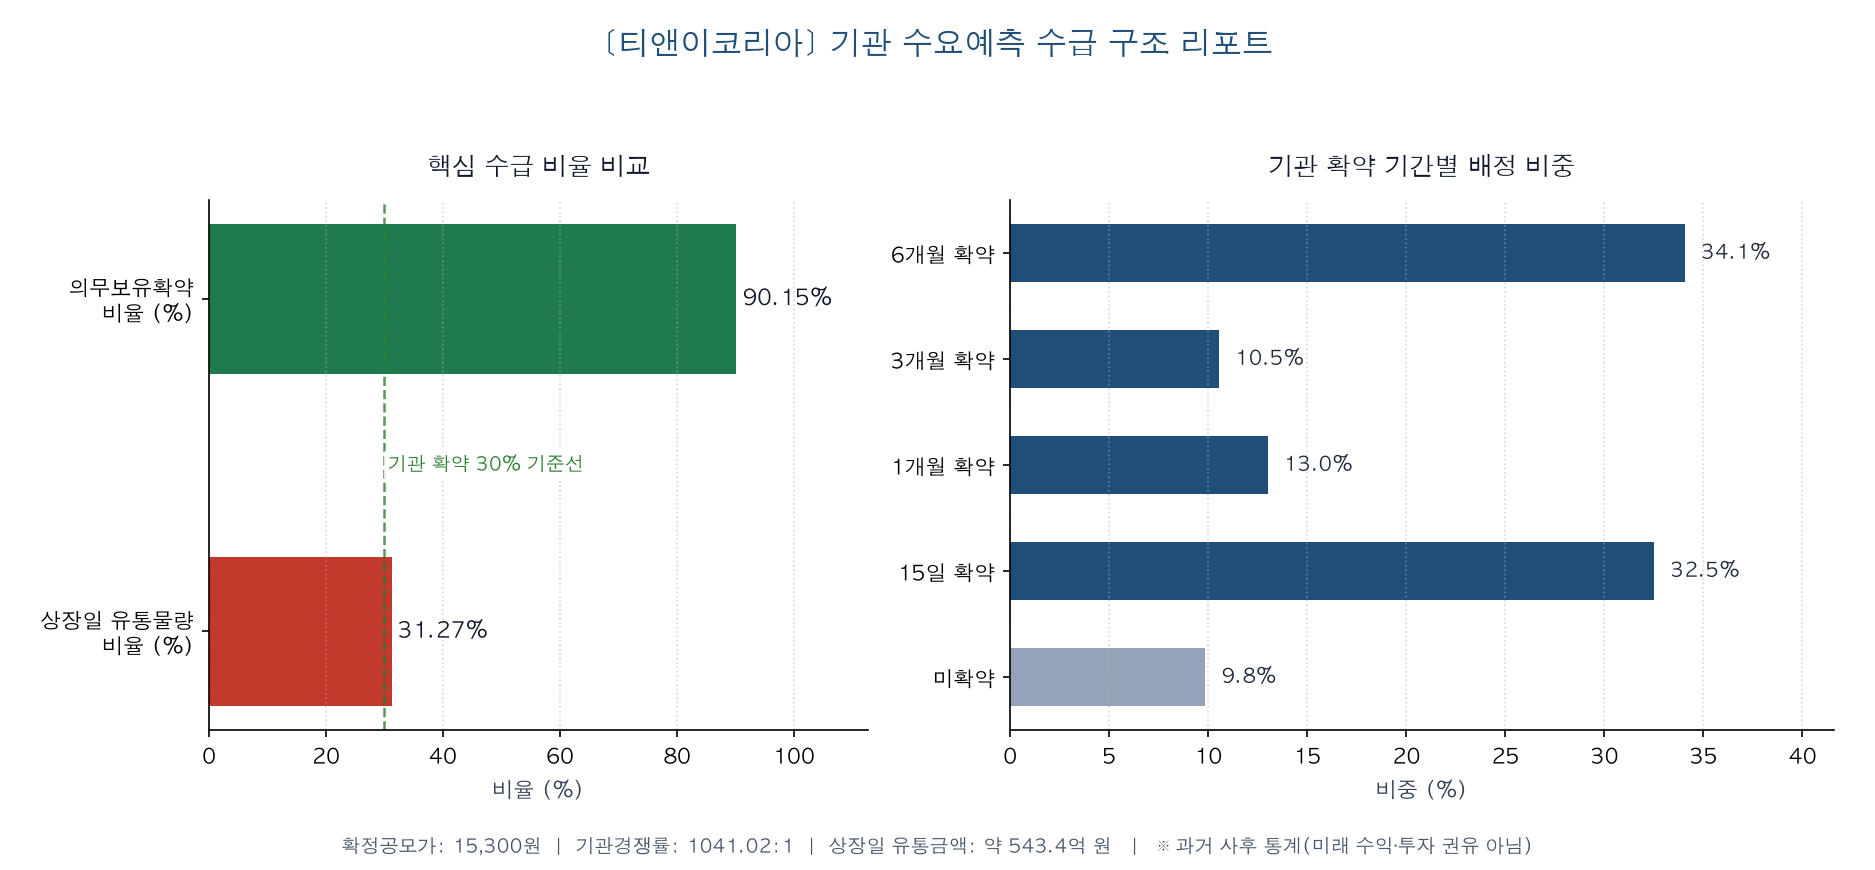 〔티앤이코리아〕 기관 수요예측 수급 구조 리포트
핵심 수급 비율 비교
의무보유확약
비율 (%)
90.15%
기관 확약 30% 기준선
상장일 유통물량
비율 (%)
31.27%
0 20 40 60 80 100
비율 (%)
기관 확약 기간별 배정 비중
6개월 확약 34.1%
3개월 확약 10.5%
1개월 확약 13.0%
15일 확약 32.5%
미확약 9.8%
0 5 10 15 20 25 30 35 40
비중 (%)
확정공모가: 15,300원 | 기관경쟁률: 1041.02:1 | 상장일 유통금액: 약 543.4억 원 | ※ 과거 사후 통계(미래 수익·투자 권유 아님)